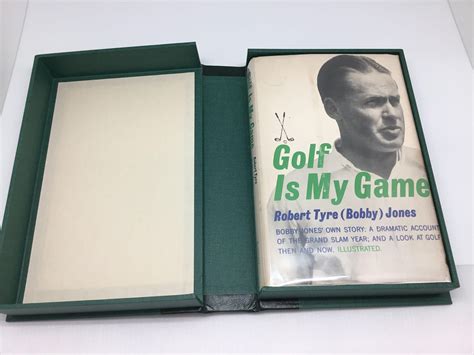 Golf
Is My Game
Robert Tyre (Bobby) Jones
BOBBY JONES' OWN STORY: A DRAMATIC ACCOUNT
OF THE GRAND SLAM YEAR; AND A LOOK AT GOLF
THEN AND NOW. ILLUSTRATED.